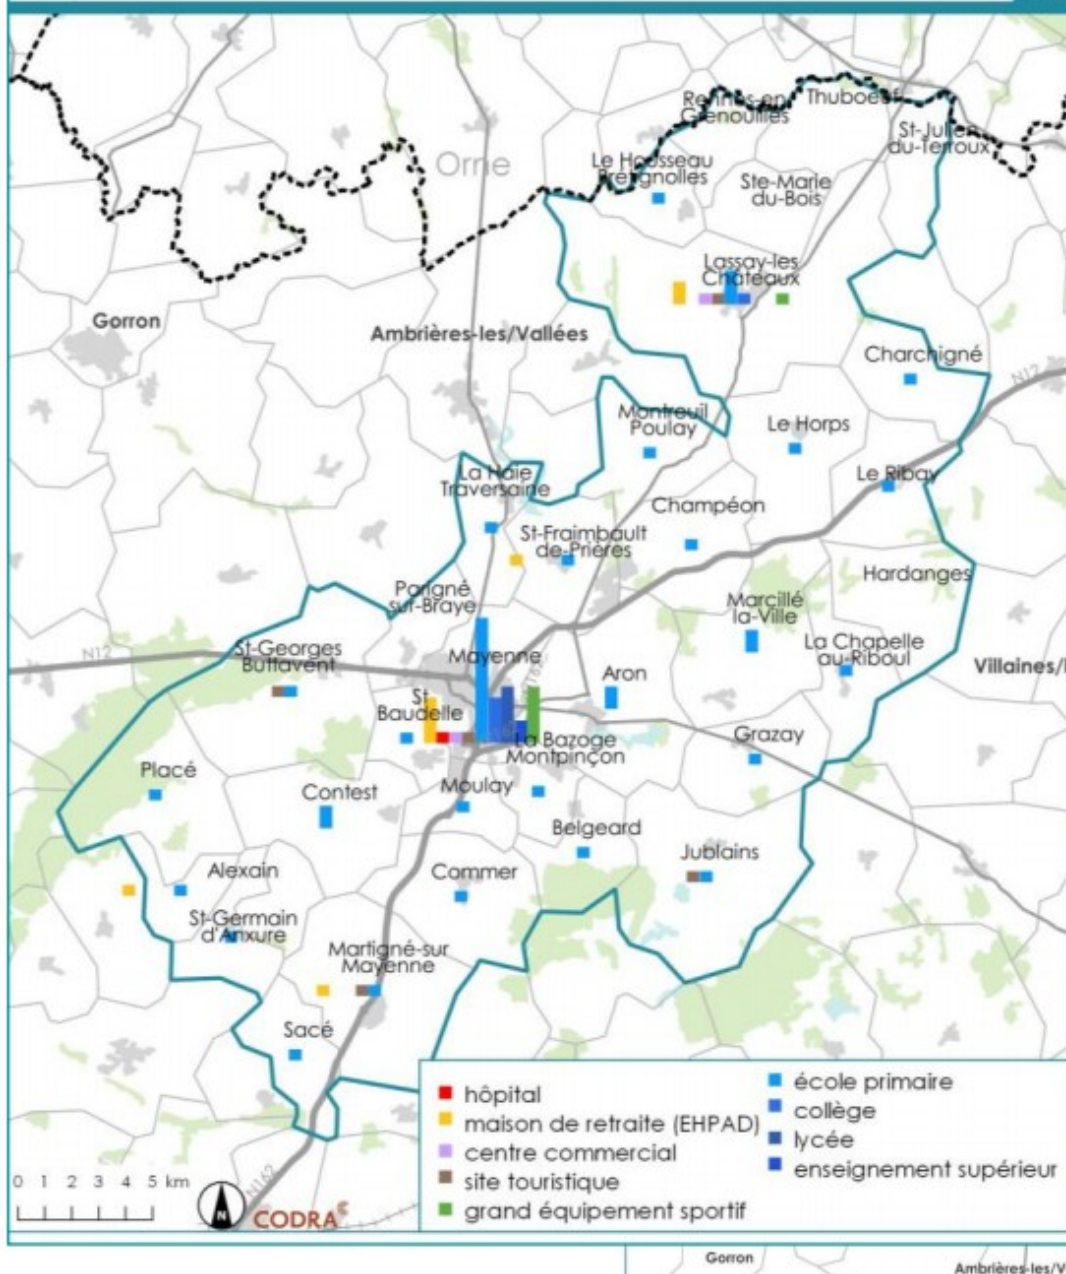 Rennes-en
Grenouilles
Thuboeuf
St-Julien
du-Terroux
Orne
Le Housseau
Brétignolles
Ste-Marie
du-Bois
Lassay-les
Châteaux
Gorron
Ambrières-les/Vallées
Charchigné
N12
Montreuil
Poulay
Le Horps
La Haie
Traversaine
Le Ribay
Champéon
St-Fraimbault
de-Prières
Hardanges
Parigné
sur-Braye
Marcillé
la-Ville
La Chapelle
au-Riboul
N12
St-Georges
Buttavent
Mayenne
Villaines/
Aron
St
Baudelle
La Bazoge
Montpinçon
Grazay
Placé
Contest
Moulay
Belgeard
Jublains
Alexain
Commer
St-Germain
d'Anxure
Martigné-sur
Mayenne
Sacé
hôpital
maison de retraite (EHPAD)
centre commercial
site touristique
grand équipement sportif
école primaire
collège
lycée
enseignement supérieur
0 1 2 3 4 5 km
N
N162
CODRA
Gorron
Ambrières-les/V